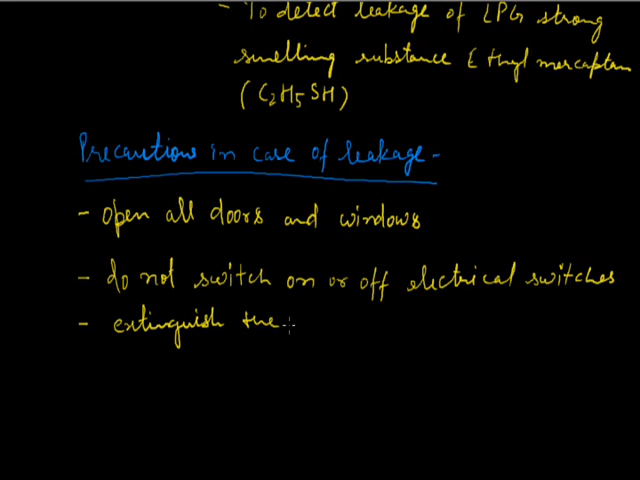 - To detect leakage of LPG strong
smelling substance Ethyl mercaptan
(C2H5SH)
Precautions in case of leakage -
- open all doors and windows
- do not switch on or off electrical switches
- extinguish the